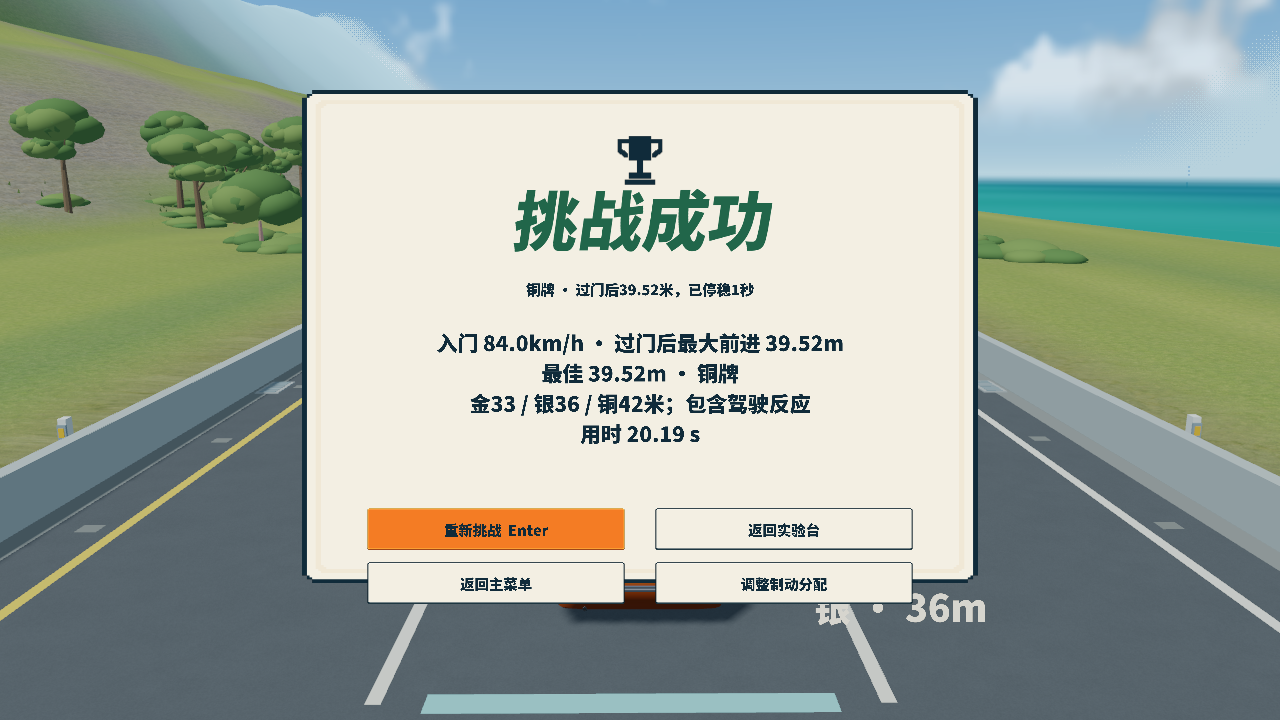 挑战成功
铜牌 · 过门后39.52米，已停稳1秒
入门 84.0km/h · 过门后最大前进 39.52m
最佳 39.52m · 铜牌
金33 / 银36 / 铜42米；包含驾驶反应
用时 20.19 s
重新挑战 Enter
返回实验台
返回主菜单
调整制动分配
银 · 36m